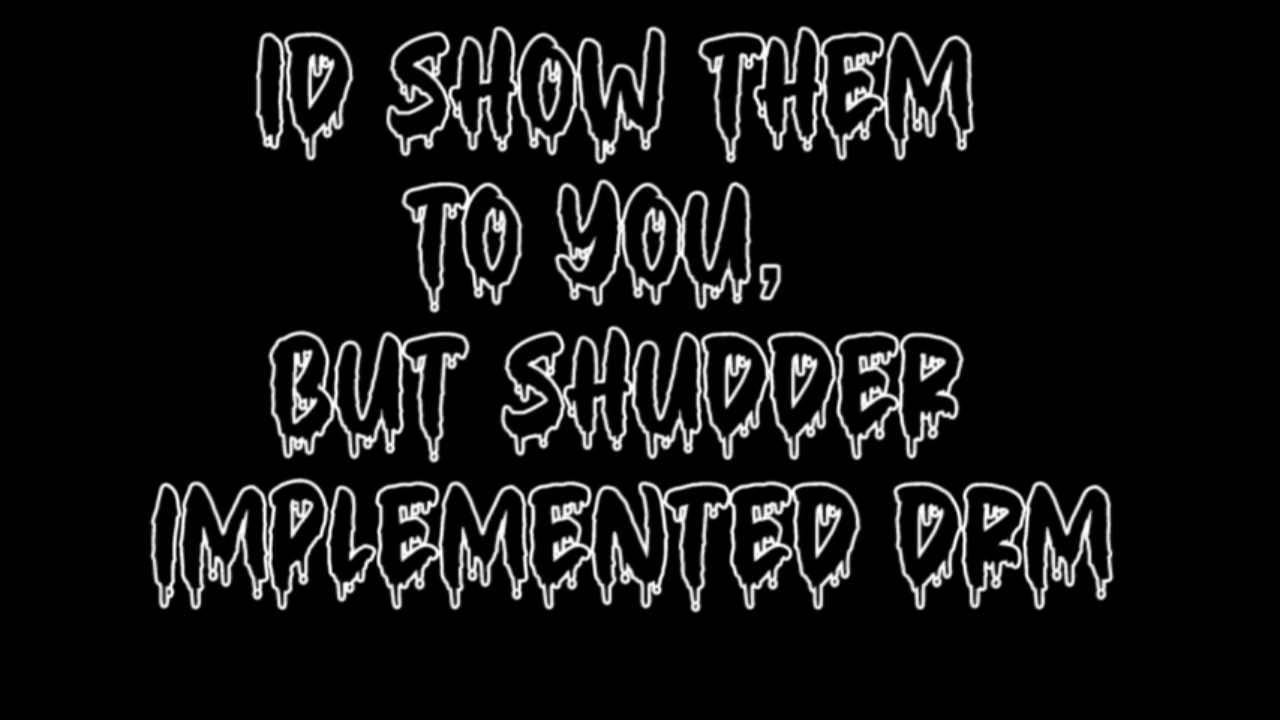 ID SHOW THEM
TO YOU,
BUT SHUDDER
IMPLEMENTED DRM